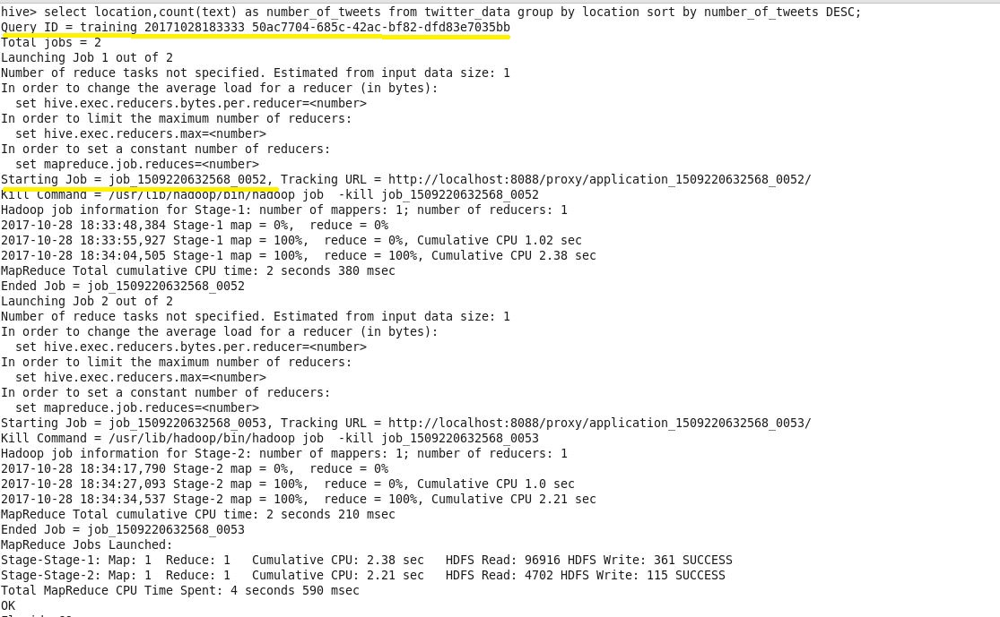 hive> select location,count(text) as number_of_tweets from twitter_data group by location sort by number_of_tweets DESC;
Query ID = training_20171028183333_50ac7704-685c-42ac-bf82-dfd83e7035bb
Total jobs = 2
Launching Job 1 out of 2
Number of reduce tasks not specified. Estimated from input data size: 1
In order to change the average load for a reducer (in bytes):
  set hive.exec.reducers.bytes.per.reducer=<number>
In order to limit the maximum number of reducers:
  set hive.exec.reducers.max=<number>
In order to set a constant number of reducers:
  set mapreduce.job.reduces=<number>
Starting Job = job_1509220632568_0052, Tracking URL = http://localhost:8088/proxy/application_1509220632568_0052/
Kill Command = /usr/lib/hadoop/bin/hadoop job  -kill job_1509220632568_0052
Hadoop job information for Stage-1: number of mappers: 1; number of reducers: 1
2017-10-28 18:33:48,384 Stage-1 map = 0%,  reduce = 0%
2017-10-28 18:33:55,927 Stage-1 map = 100%,  reduce = 0%, Cumulative CPU 1.02 sec
2017-10-28 18:34:04,505 Stage-1 map = 100%,  reduce = 100%, Cumulative CPU 2.38 sec
MapReduce Total cumulative CPU time: 2 seconds 380 msec
Ended Job = job_1509220632568_0052
Launching Job 2 out of 2
Number of reduce tasks not specified. Estimated from input data size: 1
In order to change the average load for a reducer (in bytes):
  set hive.exec.reducers.bytes.per.reducer=<number>
In order to limit the maximum number of reducers:
  set hive.exec.reducers.max=<number>
In order to set a constant number of reducers:
  set mapreduce.job.reduces=<number>
Starting Job = job_1509220632568_0053, Tracking URL = http://localhost:8088/proxy/application_1509220632568_0053/
Kill Command = /usr/lib/hadoop/bin/hadoop job  -kill job_1509220632568_0053
Hadoop job information for Stage-2: number of mappers: 1; number of reducers: 1
2017-10-28 18:34:17,790 Stage-2 map = 0%,  reduce = 0%
2017-10-28 18:34:27,093 Stage-2 map = 100%,  reduce = 0%, Cumulative CPU 1.0 sec
2017-10-28 18:34:34,537 Stage-2 map = 100%,  reduce = 100%, Cumulative CPU 2.21 sec
MapReduce Total cumulative CPU time: 2 seconds 210 msec
Ended Job = job_1509220632568_0053
MapReduce Jobs Launched:
Stage-Stage-1: Map: 1  Reduce: 1   Cumulative CPU: 2.38 sec   HDFS Read: 96916 HDFS Write: 361 SUCCESS
Stage-Stage-2: Map: 1  Reduce: 1   Cumulative CPU: 2.21 sec   HDFS Read: 4702 HDFS Write: 115 SUCCESS
Total MapReduce CPU Time Spent: 4 seconds 590 msec
OK